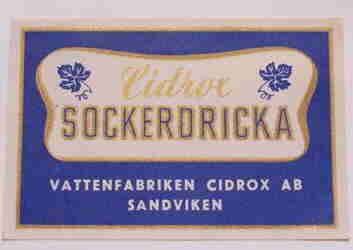 Cidrox
SOCKERDRICKA
VATTENFABRIKEN CIDROX AB
SANDVIKEN